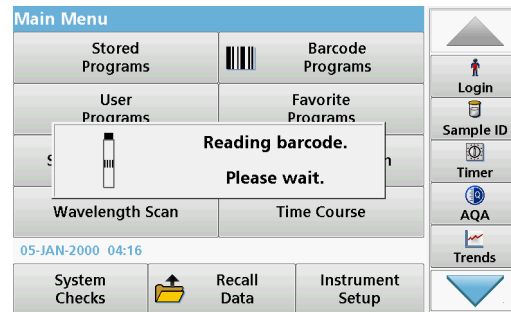 Main Menu
Stored
Programs
Barcode
Programs
User
Programs
Favorite
Programs
Reading barcode.
Please wait.
Wavelength Scan
Time Course
05-JAN-2000 04:16
System
Checks
Recall
Data
Instrument
Setup
Login
Sample ID
Timer
AQA
Trends